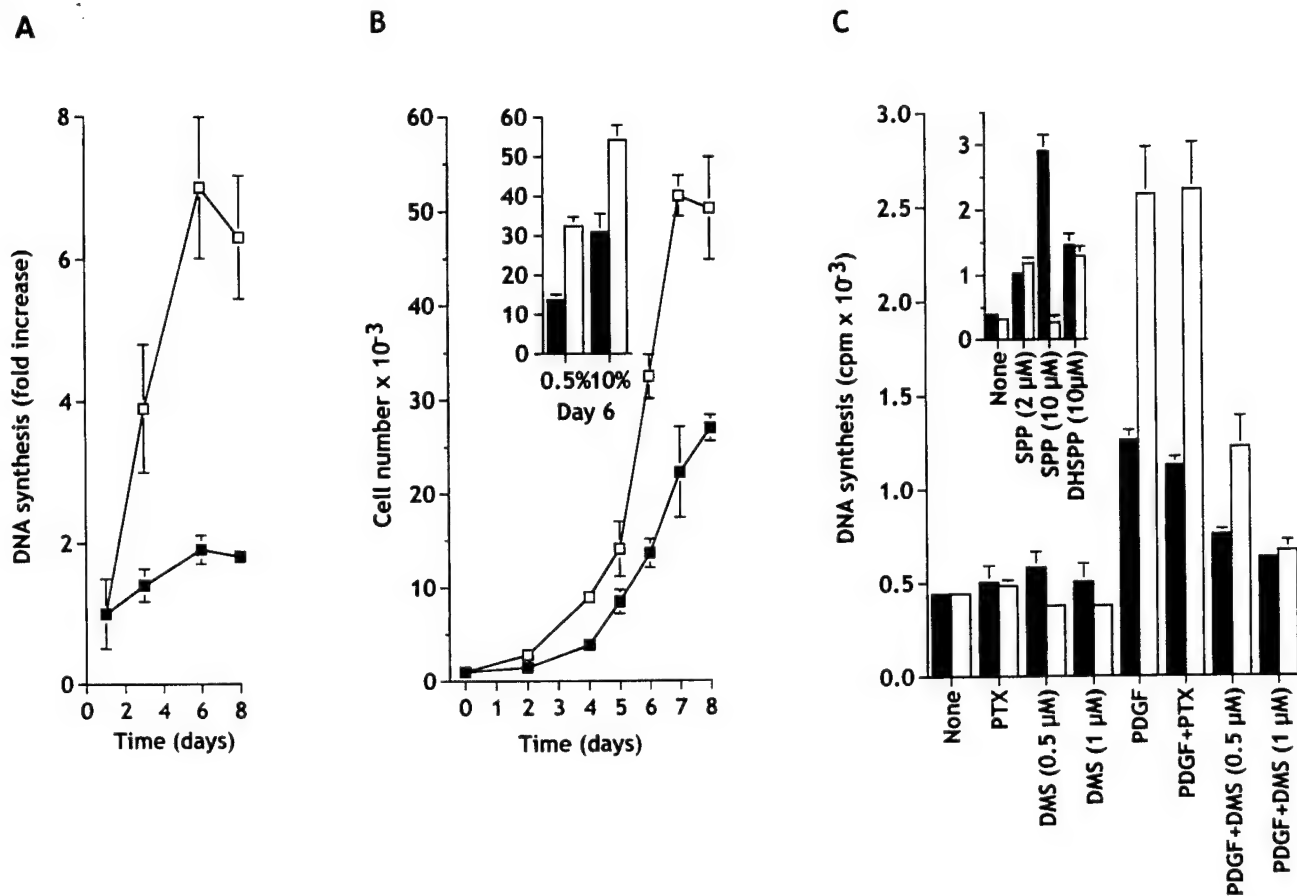 A
DNA synthesis (fold increase)
8
6
4
2
0
0 2 4 6 8
Time (days)
B
Cell number x 10-3
60
50
40
30
20
10
0
0 1 2 3 4 5 6 7 8
Time (days)
60
50
40
30
20
10
0
0.5% 10%
Day 6
C
DNA synthesis (cpm x 10-3)
3.0
2.5
2.0
1.5
1.0
0.5
0.0
None
PTX
DMS (0.5 µM)
DMS (1 µM)
PDGF
PDGF+PTX
PDGF+DMS (0.5 µM)
PDGF+DMS (1 µM)
3
2
1
0
None
SPP (2 µM)
SPP (10 µM)
DHSPP (10µM)